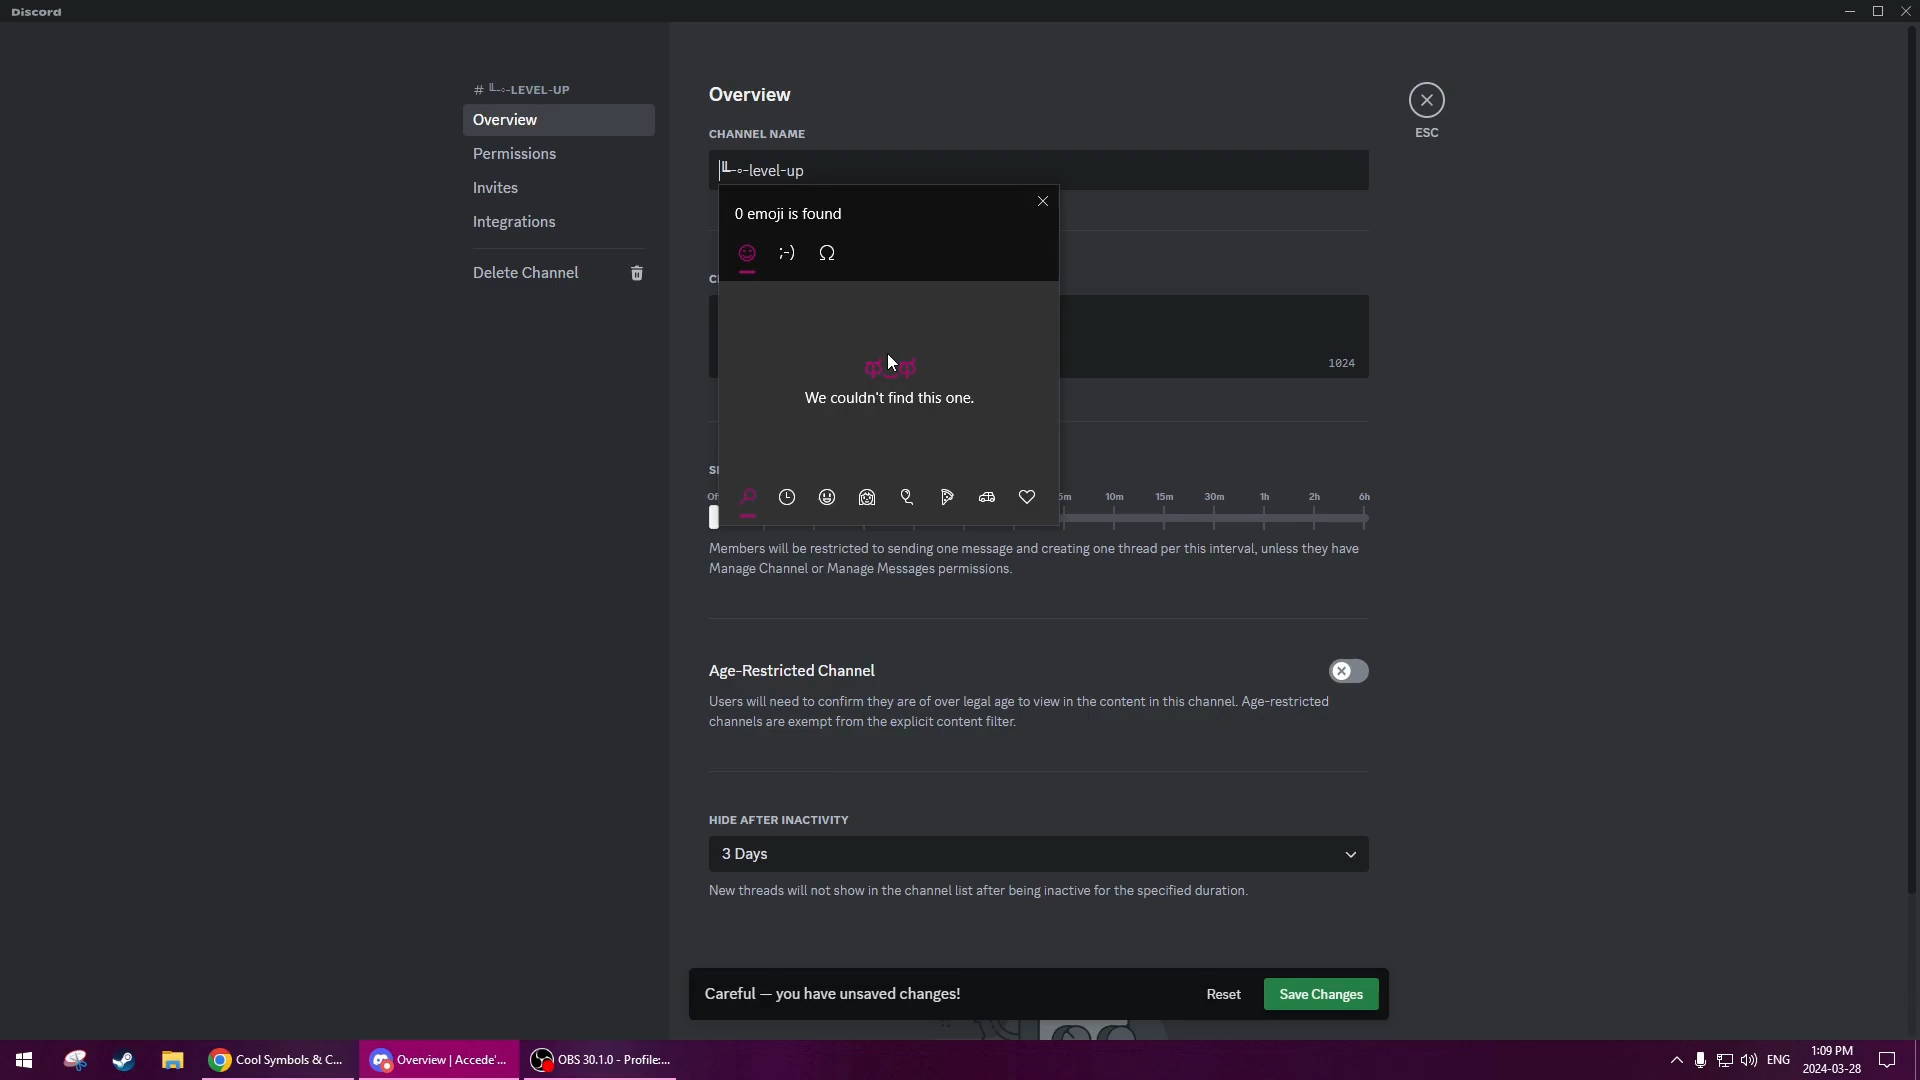 Discord
# ╙─◦-LEVEL-UP
Overview
Permissions
Invites
Integrations
Delete Channel
Overview
CHANNEL NAME
╙─◦-level-up
ESC
0 emoji is found
;-) Ω
We couldn't find this one.
1024
5m 10m 15m 30m 1h 2h 6h
Members will be restricted to sending one message and creating one thread per this interval, unless they have
Manage Channel or Manage Messages permissions.
Age-Restricted Channel
Users will need to confirm they are of over legal age to view in the content in this channel. Age-restricted
channels are exempt from the explicit content filter.
HIDE AFTER INACTIVITY
3 Days
New threads will not show in the channel list after being inactive for the specified duration.
Careful — you have unsaved changes!
Reset
Save Changes
Cool Symbols & C...
Overview | Accede'...
OBS 30.1.0 - Profile:...
ENG
1:09 PM
2024-03-28